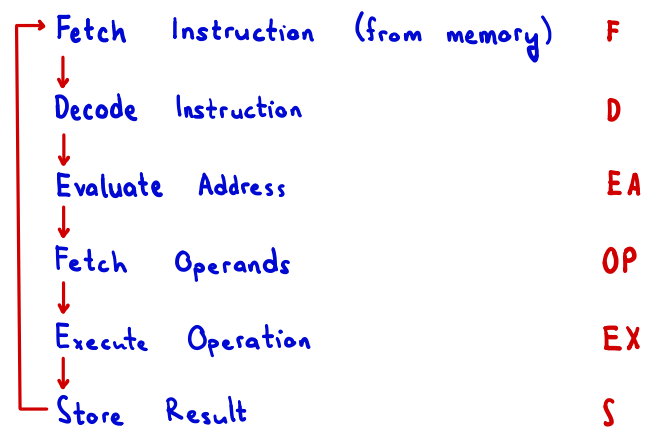 Fetch Instruction (from memory) F
Decode Instruction D
Evaluate Address EA
Fetch Operands OP
Execute Operation EX
Store Result S